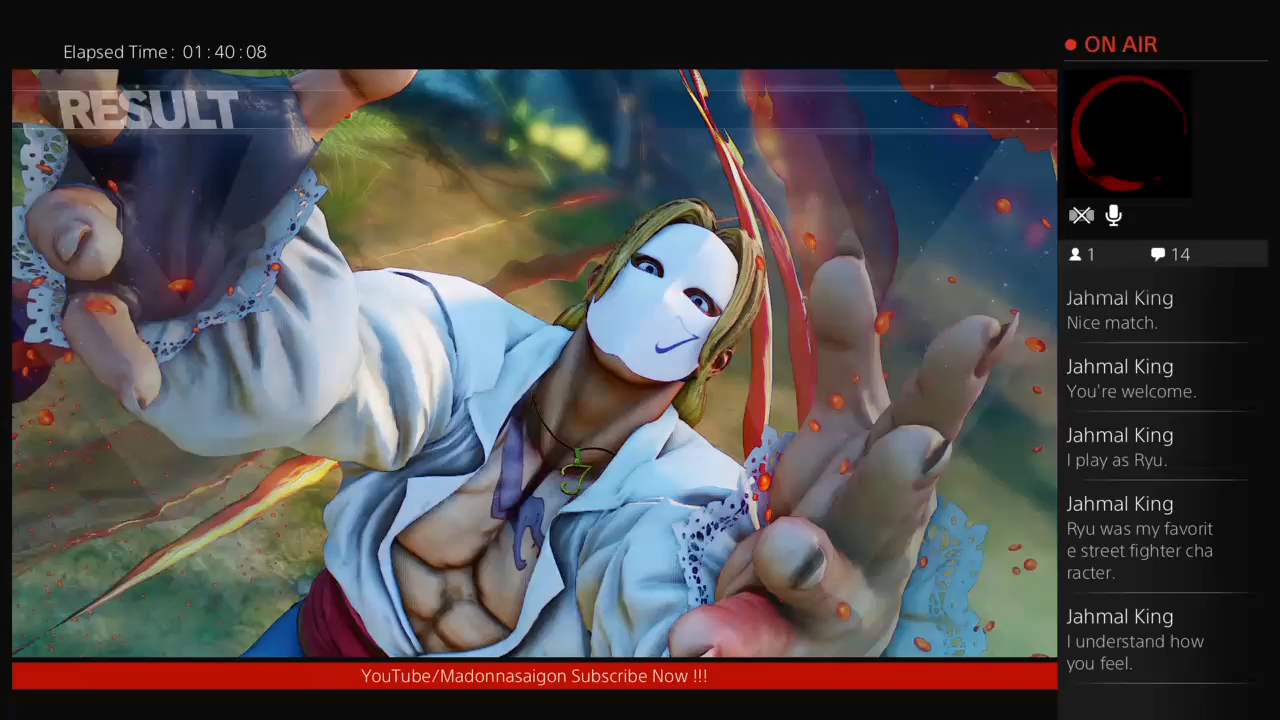 Elapsed Time: 01:40:08
ON AIR
RESULT
1
14
Jahmal King
Nice match.
Jahmal King
You're welcome.
Jahmal King
I play as Ryu.
Jahmal King
Ryu was my favorit
e street fighter cha
racter.
Jahmal King
I understand how
you feel.
YouTube/Madonnasaigon Subscribe Now !!!